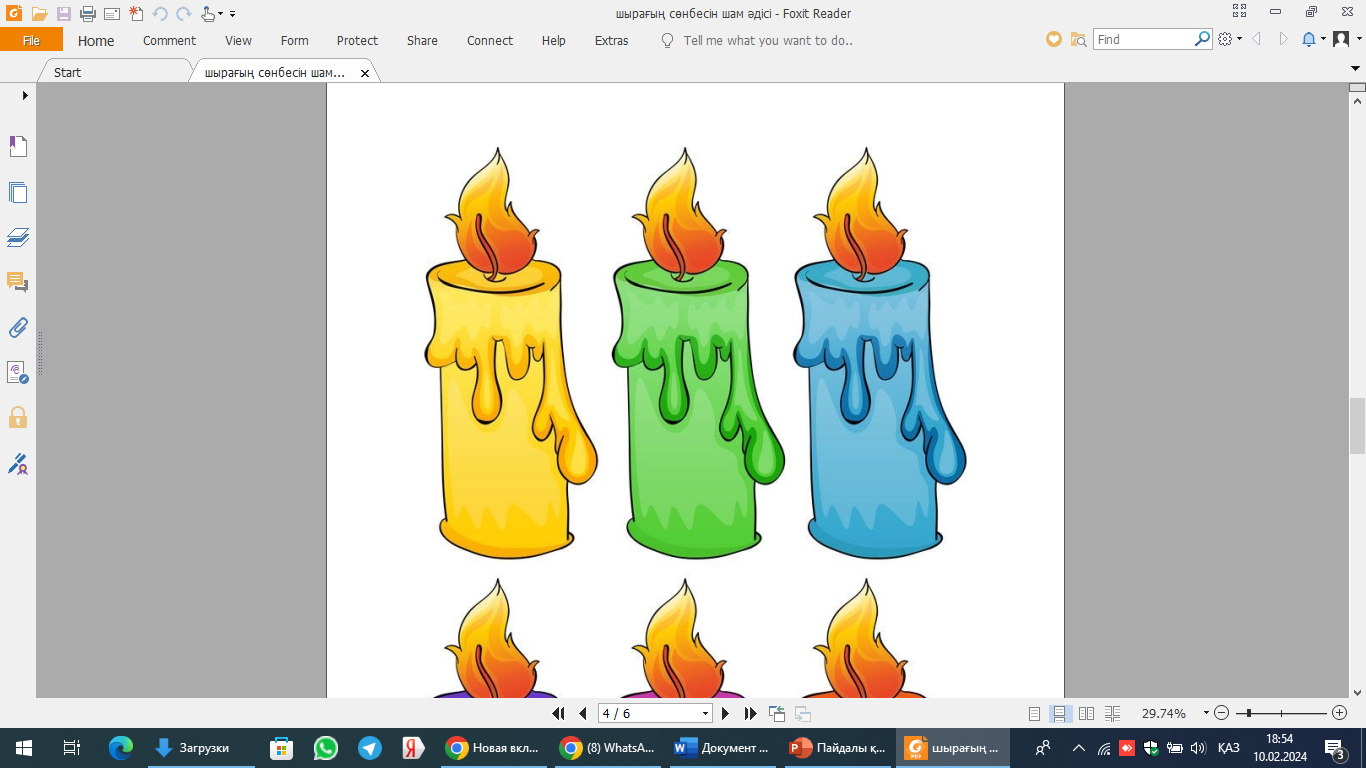 шырағың сөнбесін шам әдісі - Foxit Reader
File Home Comment View Form Protect Share Connect Help Extras Tell me what you want to do.. Find
Start шырағың сөнбесін шам...
4 / 6 29.74%
Загрузки Новая вкл... (8) WhatsA... Документ ... Пайдалы қ... шырағың ... ҚАЗ 18:54
10.02.2024 3